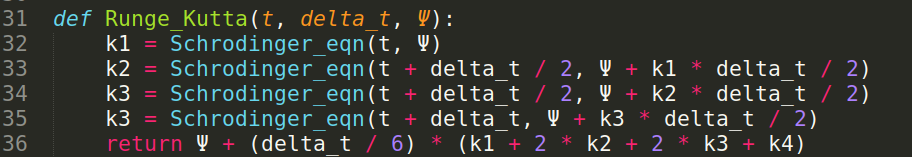 31 def Runge_Kutta(t, delta_t, Ψ):
32     k1 = Schrodinger_eqn(t, Ψ)
33     k2 = Schrodinger_eqn(t + delta_t / 2, Ψ + k1 * delta_t / 2)
34     k3 = Schrodinger_eqn(t + delta_t / 2, Ψ + k2 * delta_t / 2)
35     k3 = Schrodinger_eqn(t + delta_t, Ψ + k3 * delta_t / 2)
36     return Ψ + (delta_t / 6) * (k1 + 2 * k2 + 2 * k3 + k4)